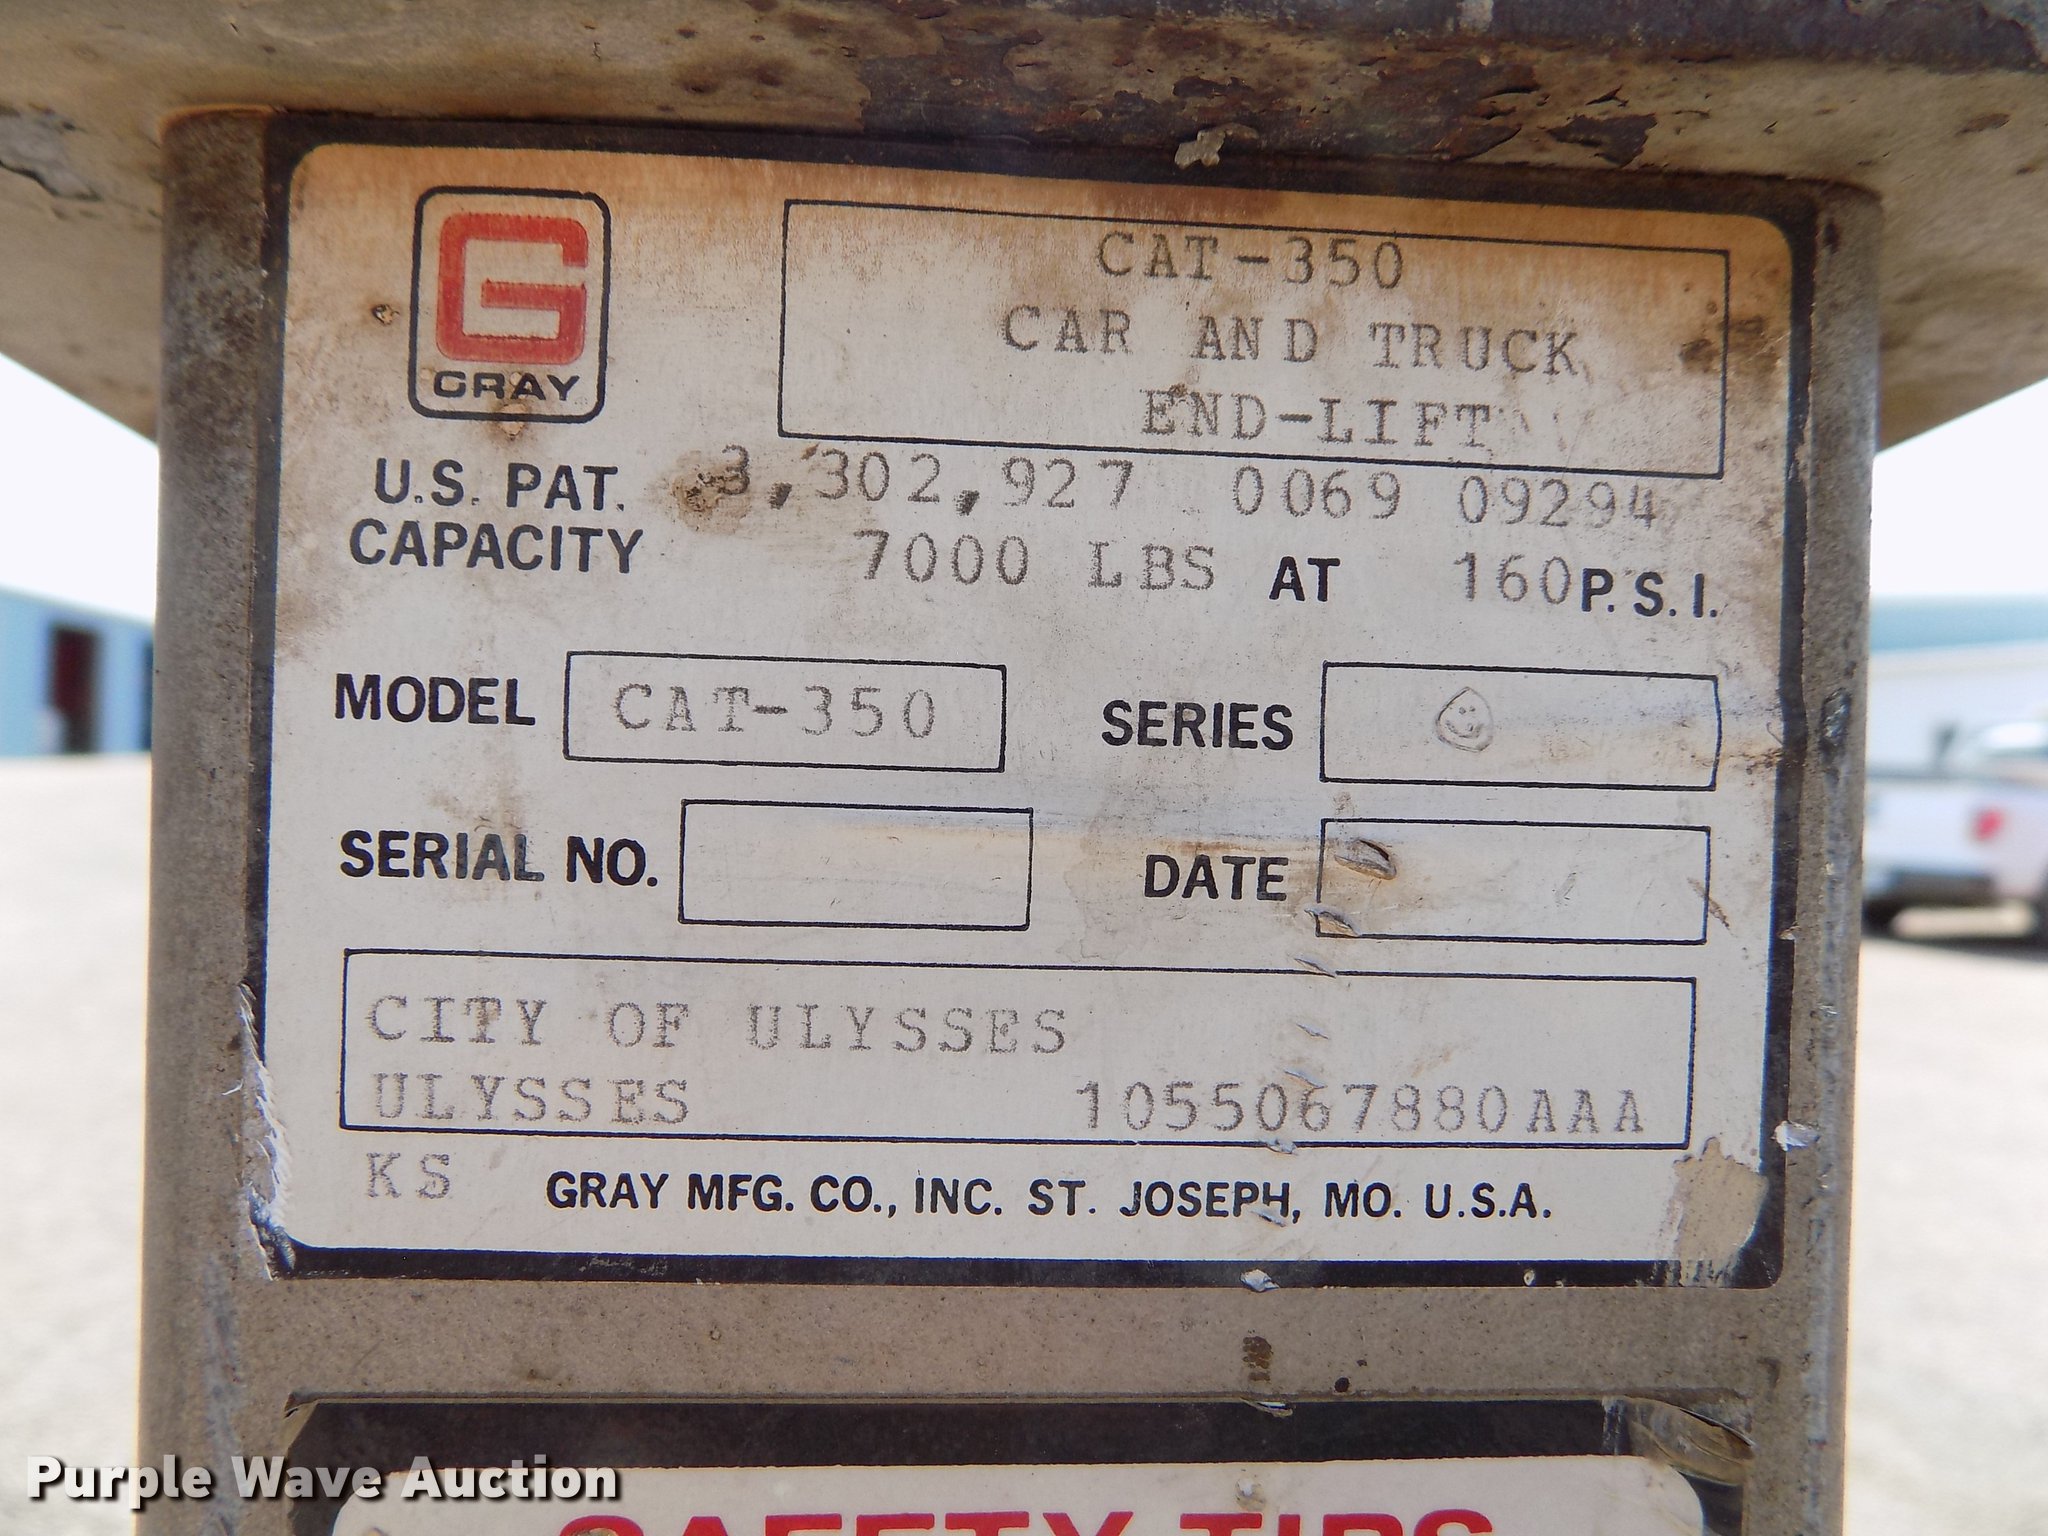 G
GRAY
CAT-350
CAR AND TRUCK
END-LIFT
U.S. PAT. 3,302,927 0069 09294
CAPACITY 7000 LBS AT 160 P.S.I.
MODEL CAT-350 SERIES
SERIAL NO. DATE
CITY OF ULYSSES
ULYSSES 1055067880AAA
KS GRAY MFG. CO., INC. ST. JOSEPH, MO. U.S.A.
SAFETY TIPS
Purple Wave Auction